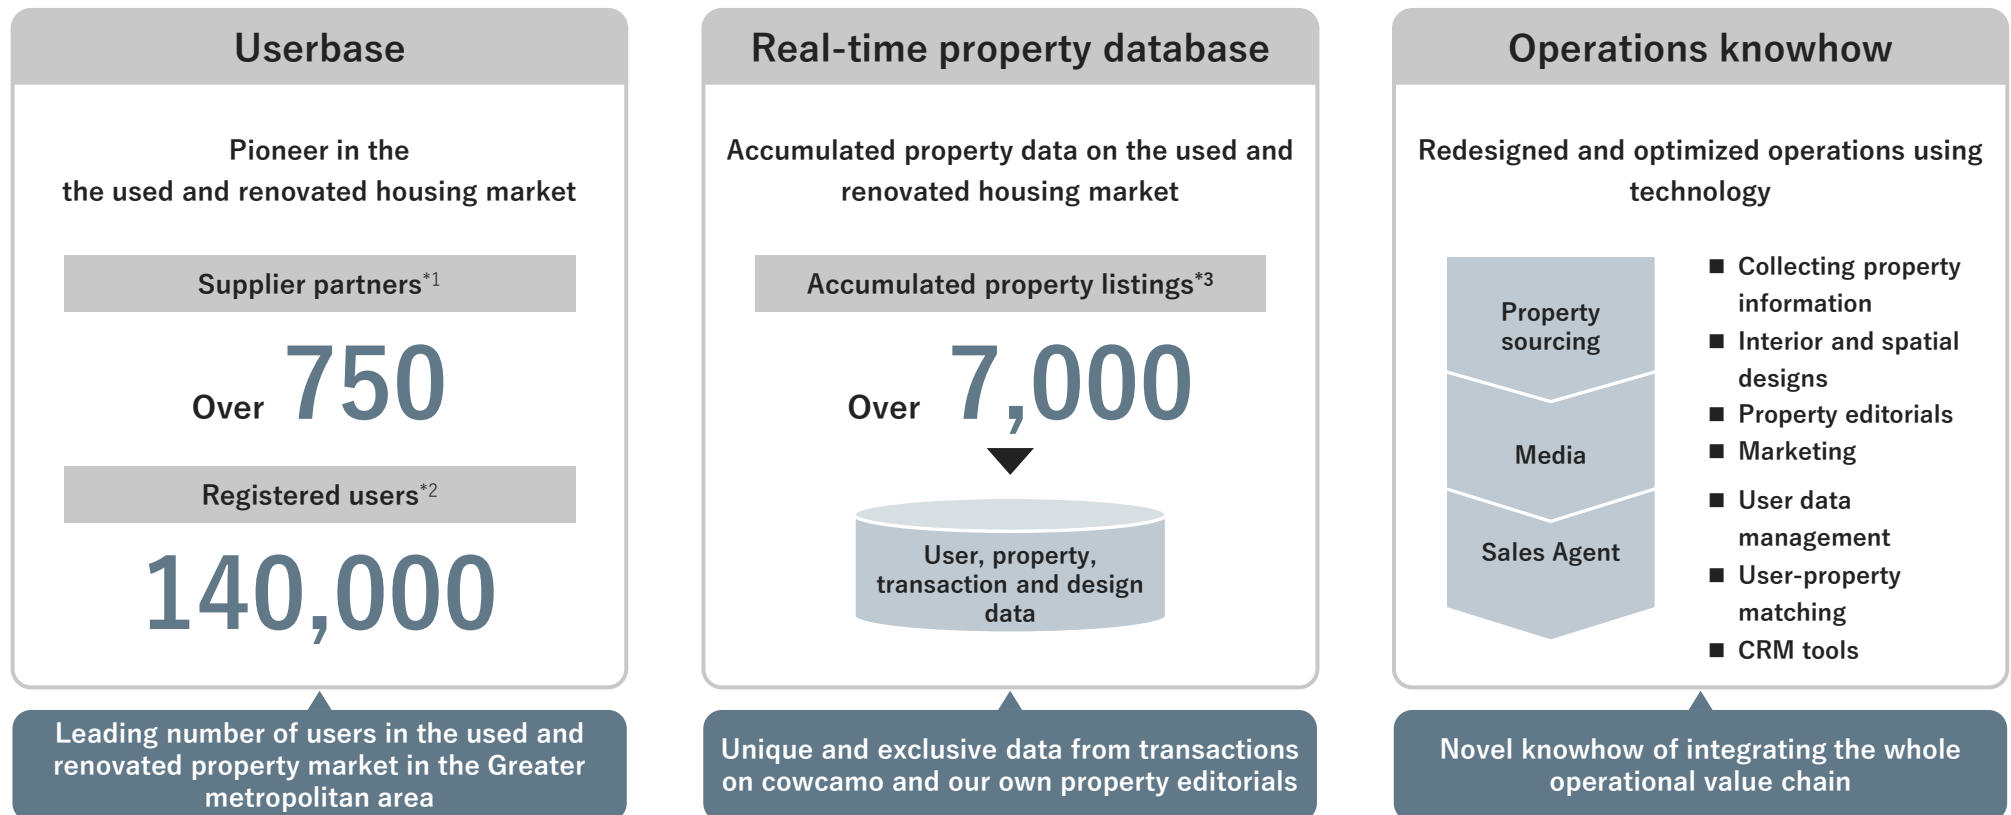 Userbase
Pioneer in the
the used and renovated housing market
Supplier partners*1
Over 750
Registered users*2
140,000
Leading number of users in the used and
renovated property market in the Greater
metropolitan area
Real-time property database
Accumulated property data on the used and
renovated housing market
Accumulated property listings*3
Over 7,000
User, property,
transaction and design
data
Unique and exclusive data from transactions
on cowcamo and our own property editorials
Operations knowhow
Redesigned and optimized operations using
technology
Property
sourcing
Media
Sales Agent
■ Collecting property
information
■ Interior and spatial
designs
■ Property editorials
■ Marketing
■ User data
management
■ User-property
matching
■ CRM tools
Novel knowhow of integrating the whole
operational value chain